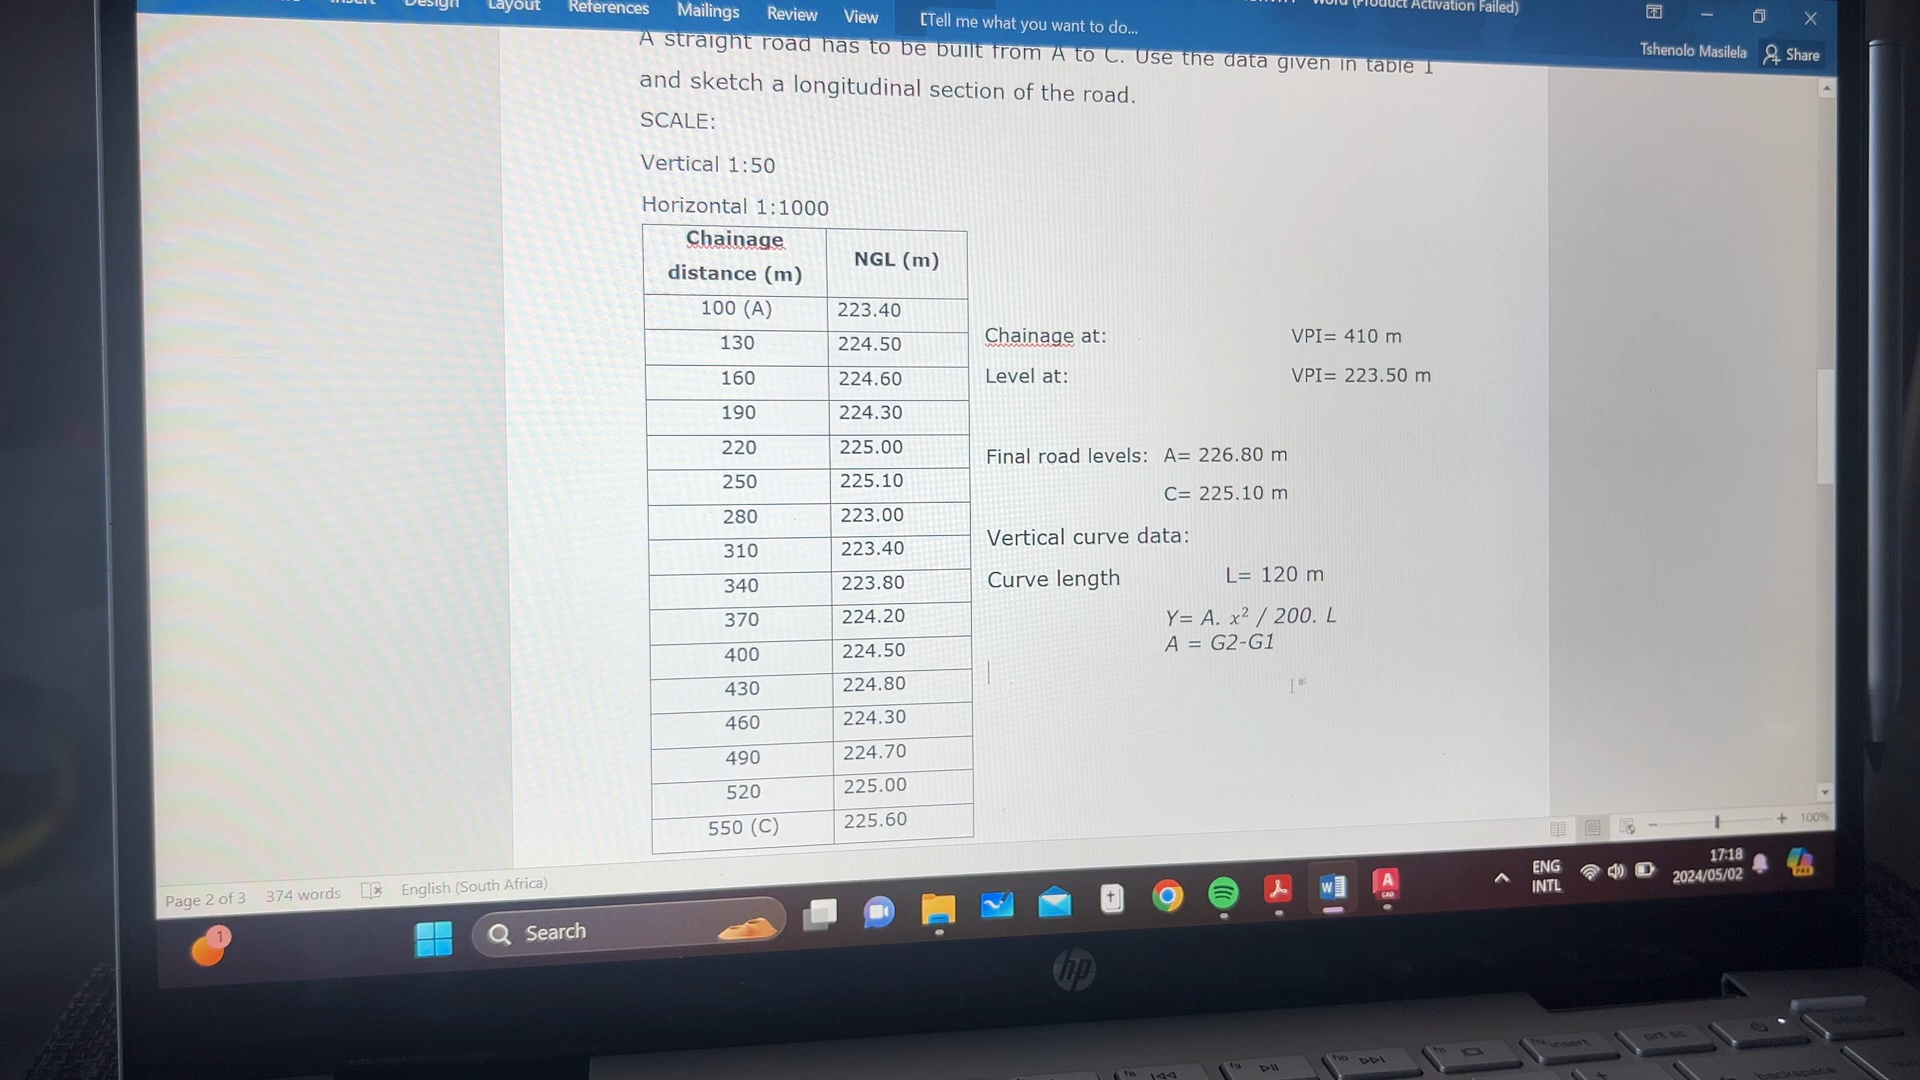 Design
Layout
References
Mailings
Review
View
Tell me what you want to do...
(Product Activation Failed)
Tshenolo Masilela
Share
A straight road has to be built from A to C. Use the data given in table 1
and sketch a longitudinal section of the road.
SCALE:
Vertical 1:50
Horizontal 1:1000
Chainage distance (m) NGL (m)
100 (A) 223.40
130 224.50
160 224.60
190 224.30
220 225.00
250 225.10
280 223.00
310 223.40
340 223.80
370 224.20
400 224.50
430 224.80
460 224.30
490 224.70
520 225.00
550 (C) 225.60
Chainage at: VPI= 410 m
Level at: VPI= 223.50 m
Final road levels: A= 226.80 m
C= 225.10 m
Vertical curve data:
Curve length L= 120 m
Y= A. x² / 200. L
A = G2-G1
100%
Page 2 of 3 374 words English (South Africa)
1
Search
W
A
CAD
ENG
INTL
17:18
2024/05/02
hp
insert
prt sc
backspace